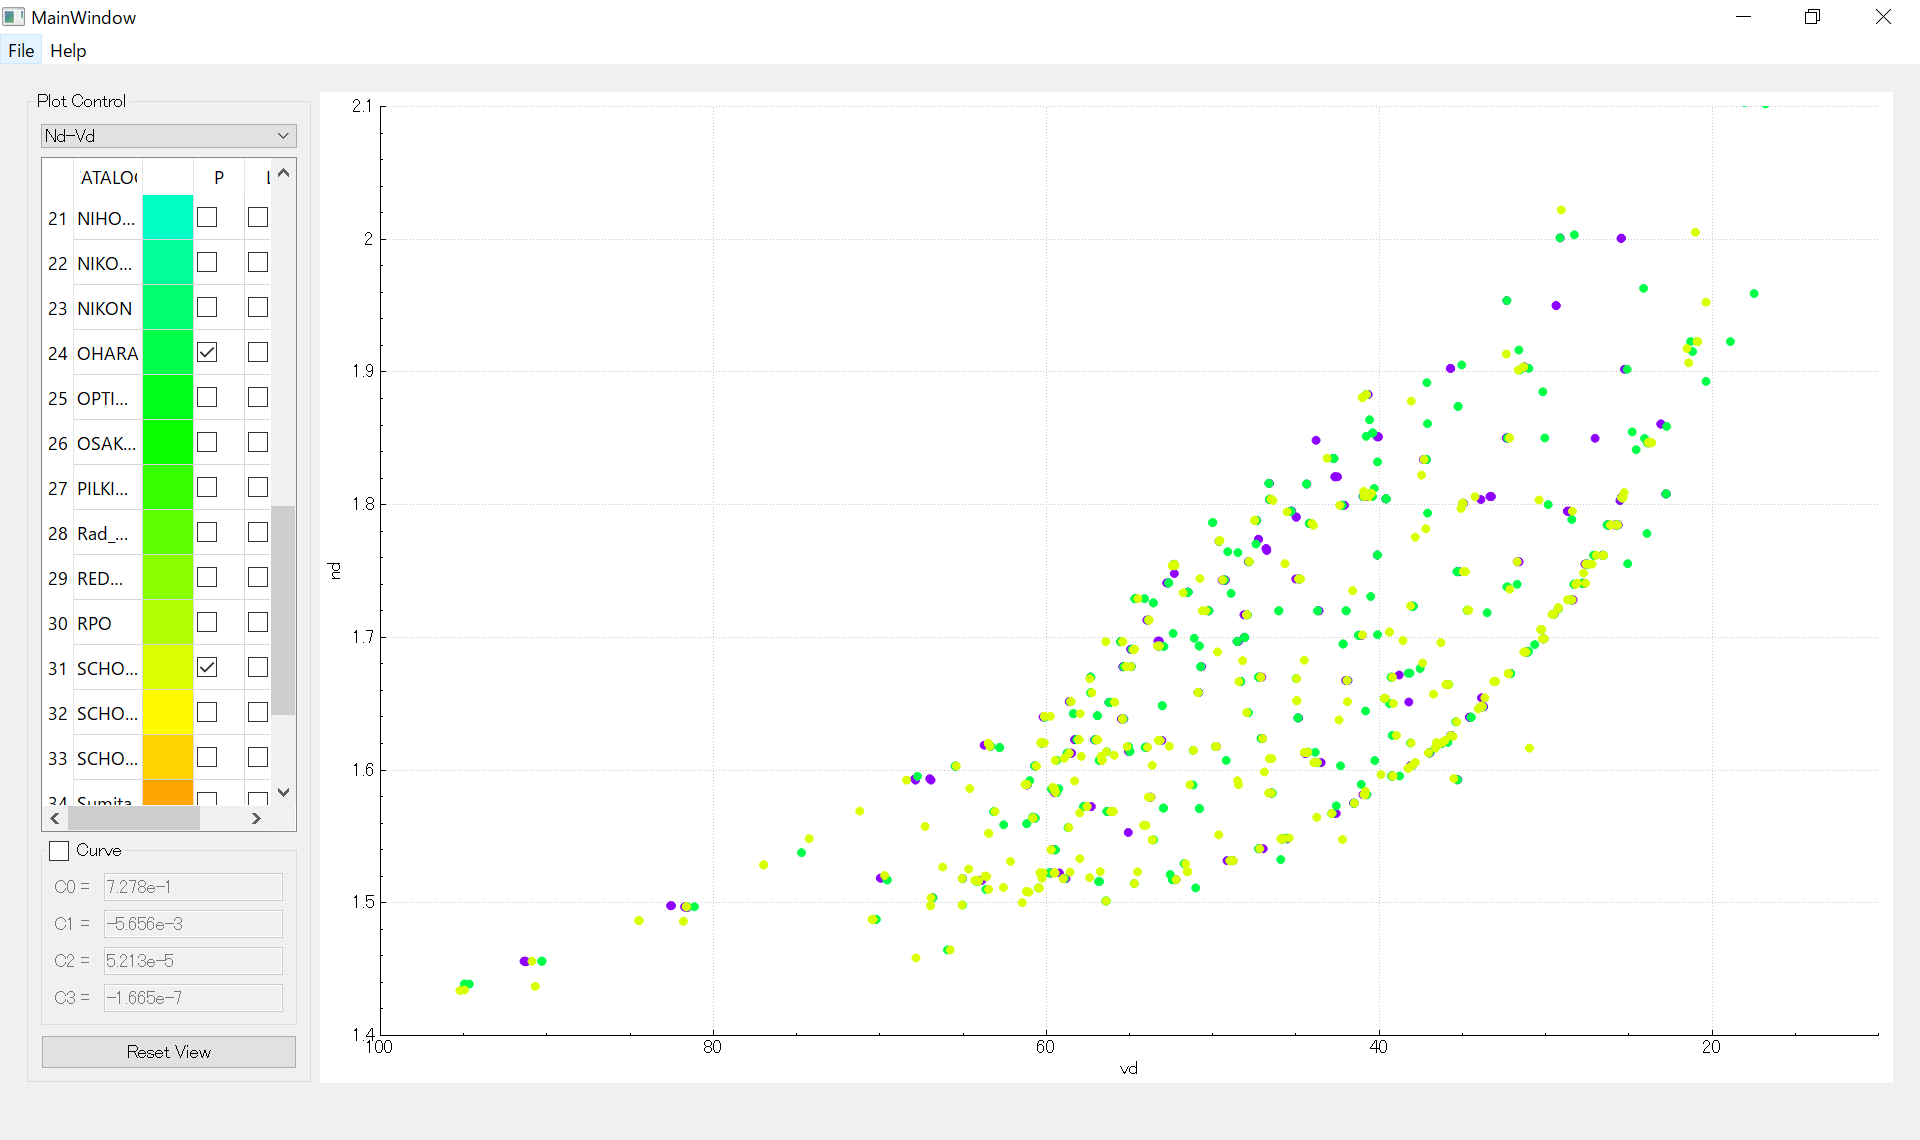 MainWindow
File Help
Plot Control
Nd-Vd
ATALO
P
L
21 NIHO...
22 NIKO...
23 NIKON
24 OHARA
25 OPTI...
26 OSAK...
27 PILKI...
28 Rad_...
29 RED...
30 RPO
31 SCHO...
32 SCHO...
33 SCHO...
34 Sumita
Curve
C0 = 7.278e-1
C1 = -5.656e-3
C2 = 5.213e-5
C3 = -1.665e-7
Reset View
2.1
2
1.9
1.8
1.7
1.6
1.5
1.4
nd
100 80 60 40 20
vd